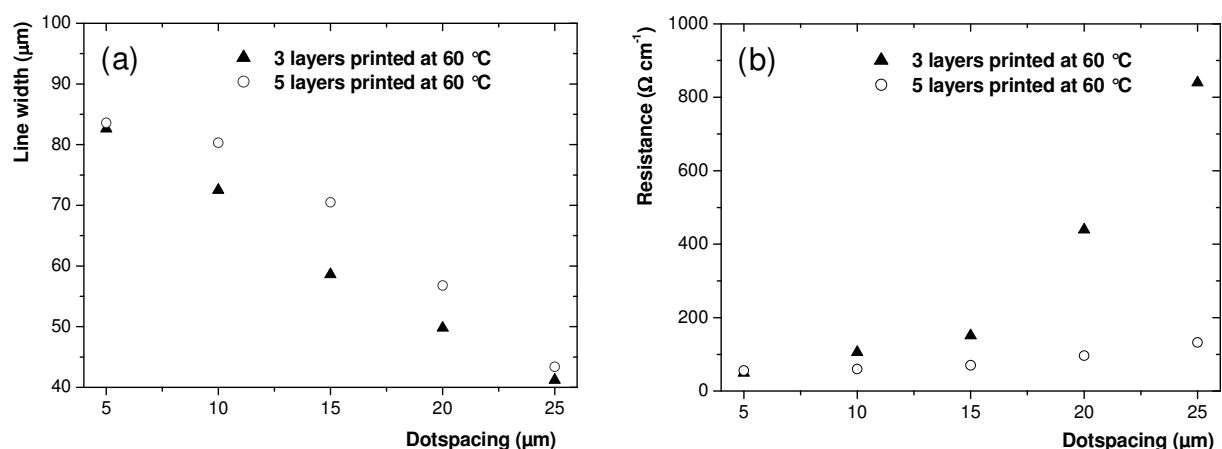 (a)
3 layers printed at 60 °C
5 layers printed at 60 °C
Line width (µm)
100
90
80
70
60
50
40
5 10 15 20 25
Dotspacing (µm)
(b)
3 layers printed at 60 °C
5 layers printed at 60 °C
Resistance (Ω cm⁻¹)
1000
800
600
400
200
0
5 10 15 20 25
Dotspacing (µm)